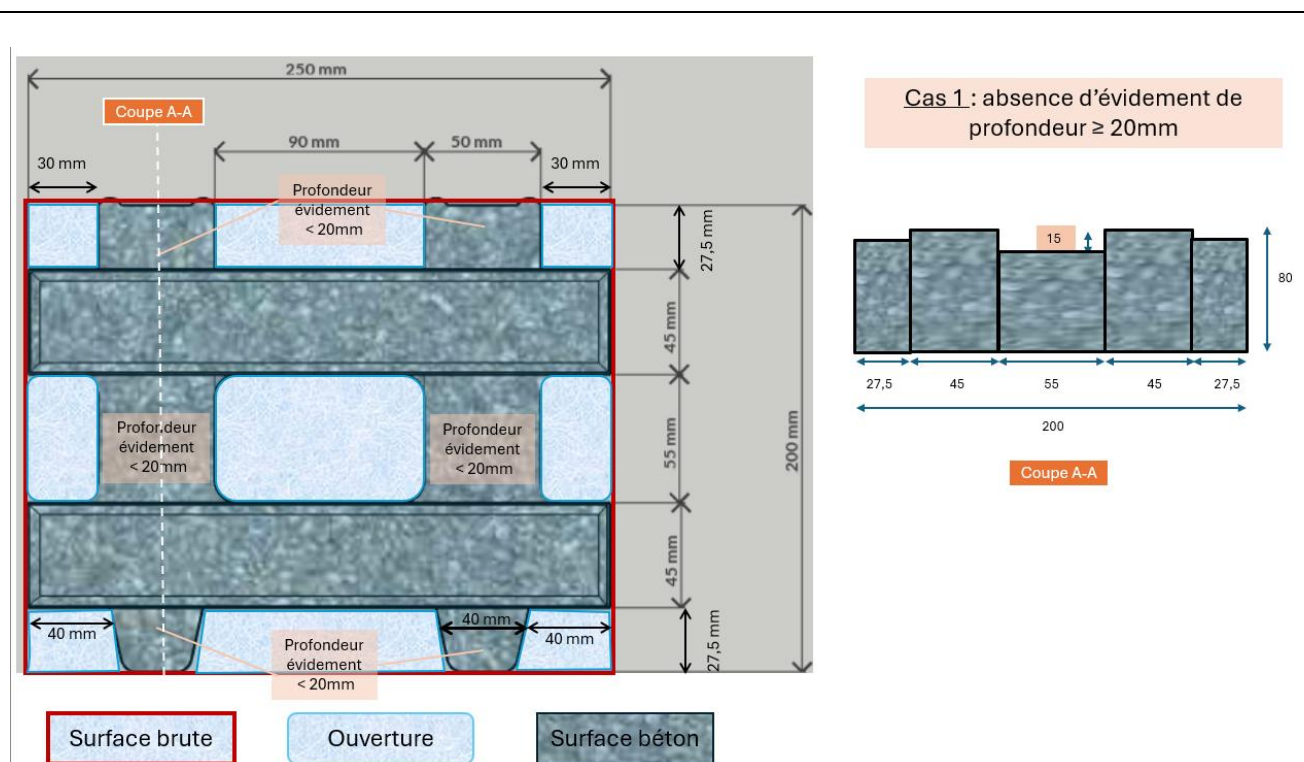 250 mm
Coupe A-A
Cas 1 : absence d’évidement de
profondeur ≥ 20mm
90 mm
50 mm
30 mm
30 mm
Profondeur
évidement
< 20mm
27,5 mm
15
80
45 mm
27,5
45
55
45
27,5
200
Profondeur
évidement
< 20mm
Profondeur
évidement
< 20mm
55 mm
200 mm
Coupe A-A
45 mm
40 mm
40 mm
40 mm
Profondeur
évidement
< 20mm
27,5 mm
Surface brute
Ouverture
Surface béton